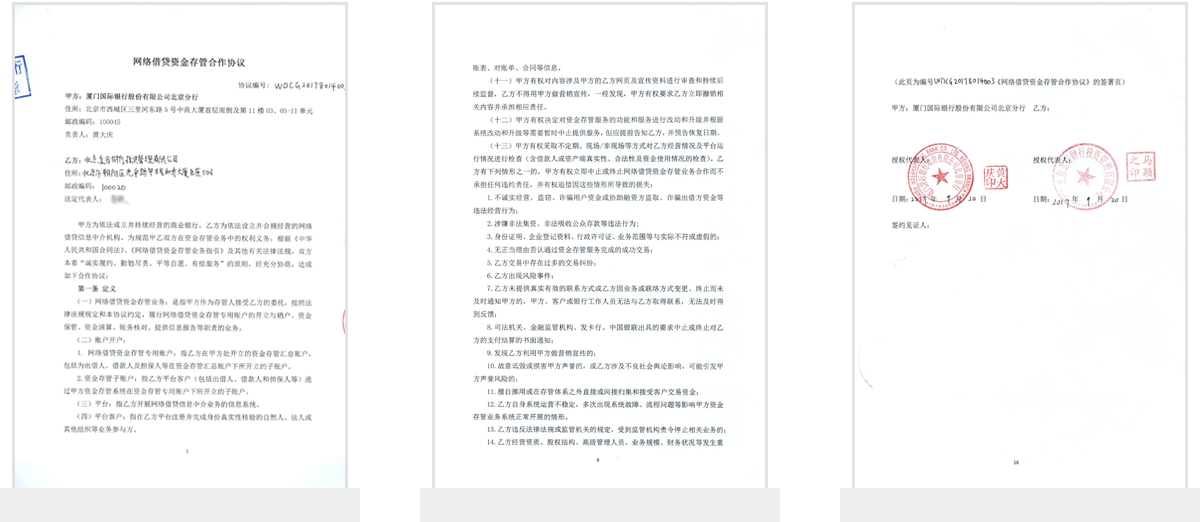 网络借贷资金存管合作协议
协议编号：WDCG201780140
甲方：厦门国际银行股份有限公司北京分行
住所：北京市西城区三里河东路5号中商大厦首层南侧及第11楼03、05-11单元
邮政编码：100045
负责人：黄大庆
乙方：
住所：
邮政编码：100020
法定代表人：
甲方为依法成立并持续经营的商业银行，乙方为依法设立并合规经营的网
络借贷信息中介机构。为规范甲乙双方在资金存管业务中的权利义务，根据《中华
人民共和国合同法》、《网络借贷资金存管业务指引》及其他有关法律法规，双方
本着“诚实履约、勤勉尽责、平等自愿、有偿服务”的原则，经充分协商，达成
如下合作协议：
第一条 定义
（一）网络借贷资金存管业务：是指甲方作为存管人接受乙方的委托，按照法
律法规规定和本协议约定，履行网络借贷资金存管专用账户的开立与销户、资金
保管、资金清算、账务核对、提供信息报告等职责的业务。
（二）账户开户：
1. 网络借贷资金存管专用账户：指乙方在甲方处开立的资金存管汇总账户，
包括为出借人、借款人及担保人等在资金存管汇总账户下所开立的子账户。
2.资金存管子账户：指乙方平台客户（包括出借人、借款人和担保人等）通
过甲方资金存管系统在资金存管专用账户下所开立的子账户。
（三）平台：指乙方开展网络借贷信息中介业务的信息系统。
（四）平台客户：指在乙方平台注册并完成身份真实性核验的自然人、法人或
其他组织等业务参与方。
1
账表、对账单、合同等信息。
（十一）甲方有权对内容涉及甲方的乙方网页及宣传资料进行审查和持续后
续监督，乙方不得用甲方做营销宣传，一经发现，甲方有权要求乙方立即撤销相
关内容并承担相应责任。
（十二）甲方有权决定对资金存管服务的功能和服务进行改动和升级并根据
系统改动和升级等需要暂时中止提供服务，但应提前告知乙方，并预告恢复日期。
（十三）甲方有权采取不定期、现场/非现场等方式对乙方经营情况及平台运
行情况进行检查（含借款人或资产端真实性、合法性及资金使用情况的检查），乙
方有下列情形之一的，甲方有权立即中止或终止网络借贷资金存管业务合作而不
承担任何违约责任，并有权追偿因这些情形所导致的损失：
1.不诚实经营、盗窃、诈骗用户资金或协助融资方盗取、诈骗出借方资金等
违法经营行为；
2.涉嫌非法集资、非法吸收公众存款等违法行为；
3.身份证明、企业登记资料、行政许可证、业务范围等与实际不符或虚假的；
4.无正当理由否认通过资金存管服务完成的成功交易；
5.乙方交易中存在过多的交易纠纷；
6.乙方出现风险事件；
7.乙方未提供真实有效的联系方式或乙方因业务或联络方式变更、终止而未
及时通知甲方的，甲方、客户或银行工作人员无法与乙方取得联系，无法及时得
到反馈；
8.司法机关、金融监管机构、发卡行、中国银联出具的要求中止或终止对乙
方的支付结算的书面通知；
9.发现乙方利用甲方做营销宣传的；
10.故意诋毁或损害甲方声誉的，或乙方涉及不良社会舆论影响，可能引发甲
方声誉风险的；
11.擅自挪用或在存管体系之外直接或间接归集和接受客户交易资金；
12.乙方自身系统运营不稳定，多次出现系统故障、流程问题等影响甲方资金
存管业务系统正常开展的情形。
13.乙方违反法律法规或监管机关的规定，受到监管机构责令停止相关业务的；
14.乙方经营资质、股权结构、高级管理人员、业务规模、财务状况等发生重
6
（此页为编号WDCG20178014003《网络借贷资金存管合作协议》的签署页）
甲方：厦门国际银行股份有限公司北京分行 乙方：
授权代表人： 黄大庆印 授权代表人： 马颖之印
日期：2017 年 9 月 20 日 日期：2017 年 9 月 20 日
签约见证人：
16